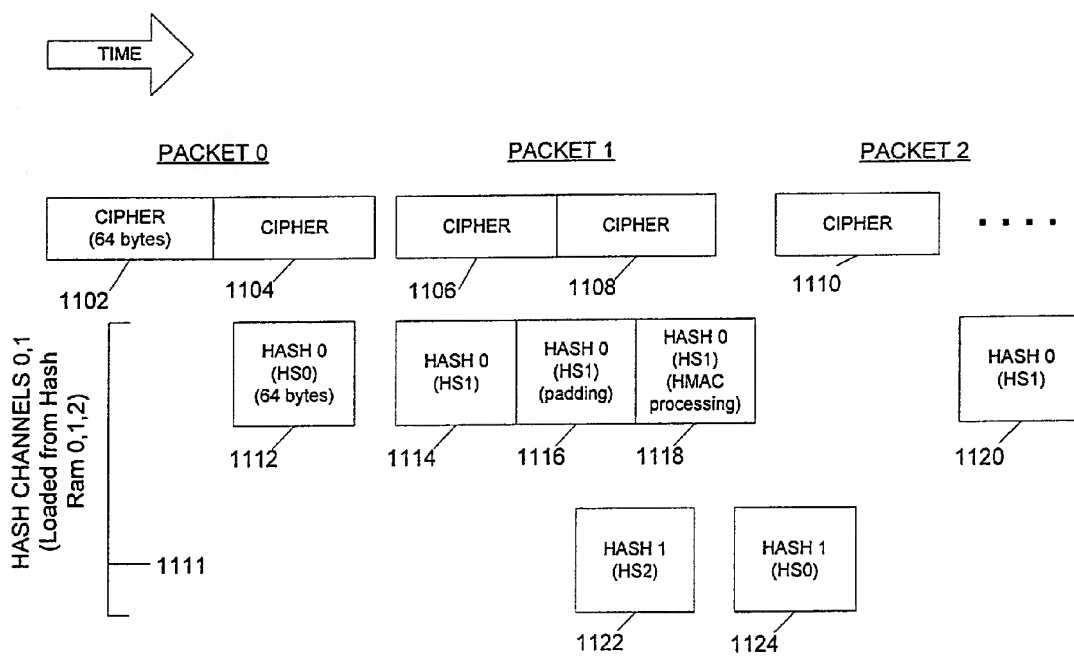 TIME
PACKET 0
PACKET 1
PACKET 2
CIPHER
(64 bytes)
CIPHER
CIPHER
CIPHER
CIPHER
. . . .
1102
1104
1106
1108
1110
HASH CHANNELS 0,1
(Loaded from Hash
Ram 0,1,2)
1111
HASH 0
(HS0)
(64 bytes)
HASH 0
(HS1)
HASH 0
(HS1)
(padding)
HASH 0
(HS1)
(HMAC
processing)
HASH 0
(HS1)
1112
1114
1116
1118
1120
HASH 1
(HS2)
HASH 1
(HS0)
1122
1124